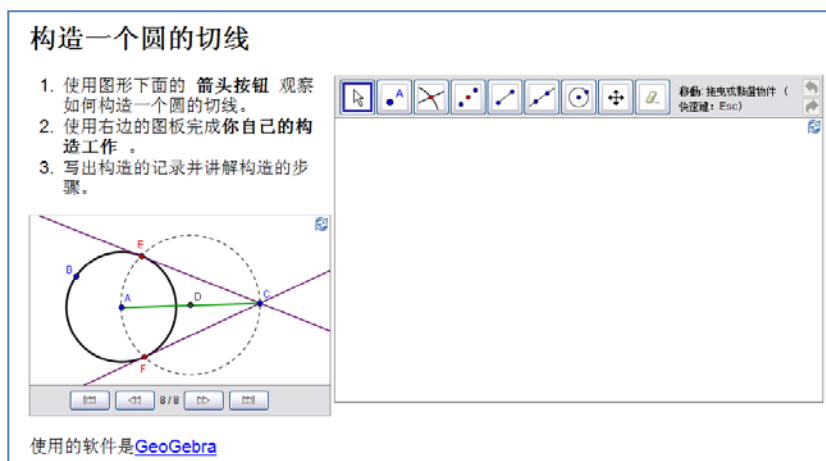 构造一个圆的切线
1. 使用图形下面的 箭头按钮 观察
如何构造一个圆的切线。
2. 使用右边的图板完成你自己的构
造工作 。
3. 写出构造的记录并讲解构造的步
骤。
A
移動: 拖曳或點選物件 (
快速鍵: Esc)
E
B
A
D
C
F
8/8
使用的软件是GeoGebra